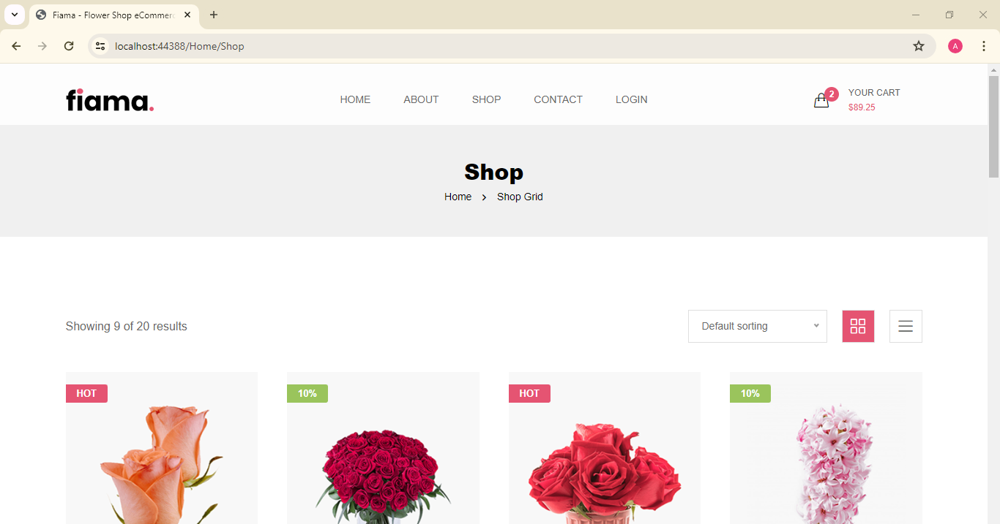 Fiama - Flower Shop eCommerc
localhost:44388/Home/Shop
A
fiama.
HOME ABOUT SHOP CONTACT LOGIN
2
YOUR CART
$89.25
Shop
Home > Shop Grid
Showing 9 of 20 results
Default sorting
HOT
10%
HOT
10%